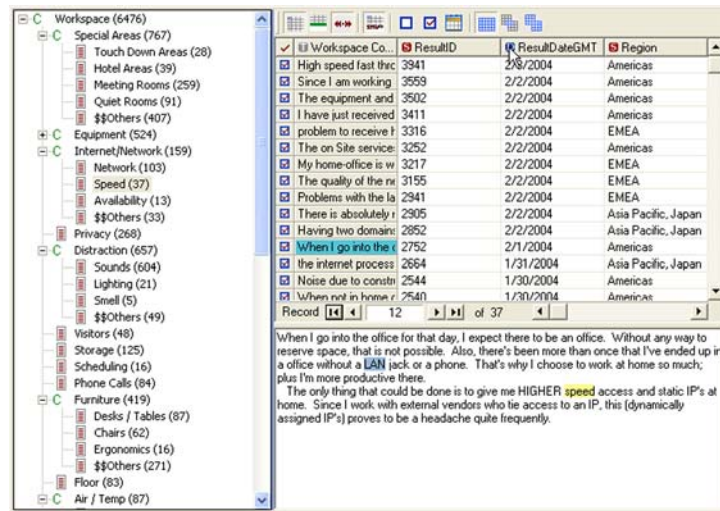 Workspace (6476)
Special Areas (767)
Touch Down Areas (28)
Hotel Areas (39)
Meeting Rooms (259)
Quiet Rooms (91)
$$Others (407)
Equipment (524)
Internet/Network (159)
Network (103)
Speed (37)
Availability (13)
$$Others (33)
Privacy (268)
Distraction (657)
Sounds (604)
Lighting (21)
Smell (5)
$$Others (49)
Visitors (48)
Storage (125)
Scheduling (16)
Phone Calls (84)
Furniture (419)
Desks / Tables (87)
Chairs (62)
Ergonomics (16)
$$Others (271)
Floor (83)
Air / Temp (87)
Workspace Co... ResultID ResultDateGMT Region
High speed fast thro 3941 /2004 Americas
Since I am working 3559 2/2/2004 Americas
The equipment and 3502 2/2/2004 Americas
I have just received 3411 2/2/2004 Americas
problem to receive 3316 2/2/2004 EMEA
The on Site service 3252 2/2/2004 Americas
My home-office is w 3217 2/2/2004 EMEA
The quality of the ne 3155 2/2/2004 EMEA
Problems with the la 2941 2/2/2004 EMEA
There is absolutely 2905 2/2/2004 Asia Pacific, Japan
Having two domains 2852 2/2/2004 Asia Pacific, Japan
When I go into the 2752 2/1/2004 Americas
the internet process 2664 1/31/2004 Asia Pacific, Japan
Noise due to constru 2544 1/30/2004 Americas
When not in home 2540 1/30/2004 Americas
Record 12 of 37
When I go into the office for that day, I expect there to be an office. Without any way to
reserve space, that is not possible. Also, there's been more than once that I've ended up in
a office without a LAN jack or a phone. That's why I choose to work at home so much;
plus I'm more productive there.
The only thing that could be done is to give me HIGHER speed access and static IP's at
home. Since I work with external vendors who tie access to an IP, this (dynamically
assigned IP's) proves to be a headache quite frequently.